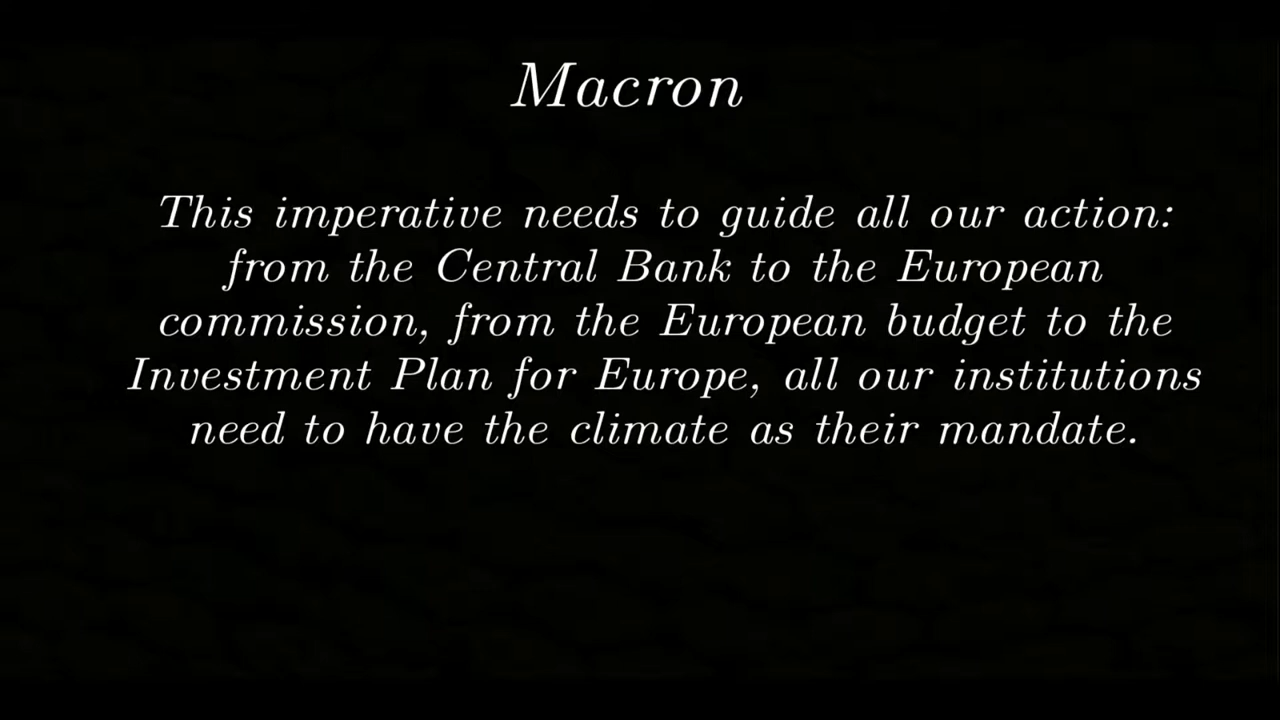 Macron
This imperative needs to guide all our action:
from the Central Bank to the European
commission, from the European budget to the
Investment Plan for Europe, all our institutions
need to have the climate as their mandate.